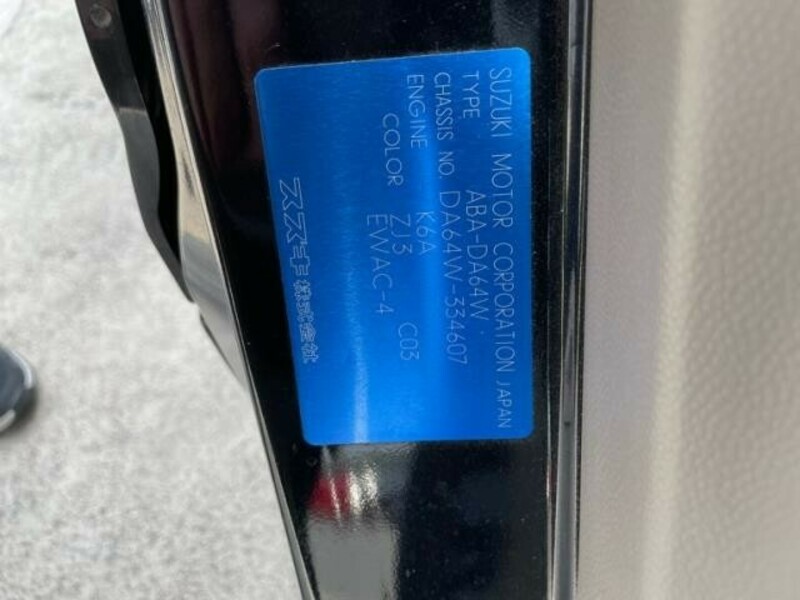 SUZUKI MOTOR CORPORATION JAPAN
TYPE ABA-DA64W
CHASSIS NO. DA64W-334607
ENGINE K6A
COLOR ZJ3 C03
EWAC-4
スズキ株式会社